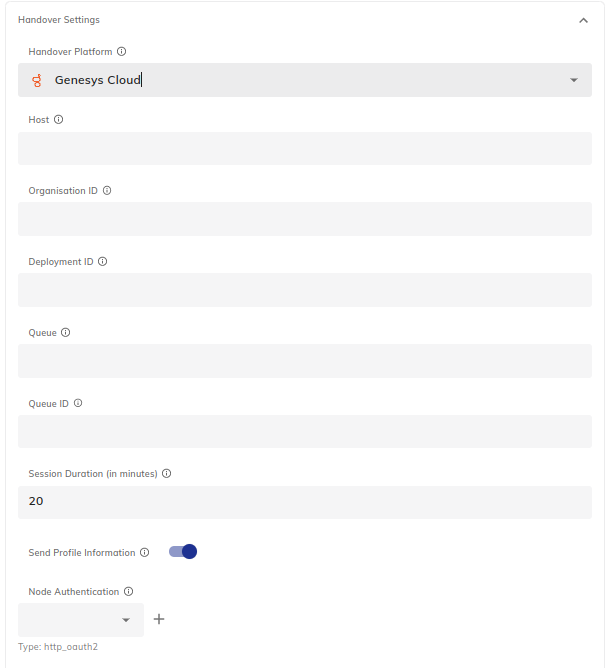 Handover Settings
Handover Platform
Genesys Cloud
Host
Organisation ID
Deployment ID
Queue
Queue ID
Session Duration (in minutes)
20
Send Profile Information
Node Authentication
Type: http_oauth2